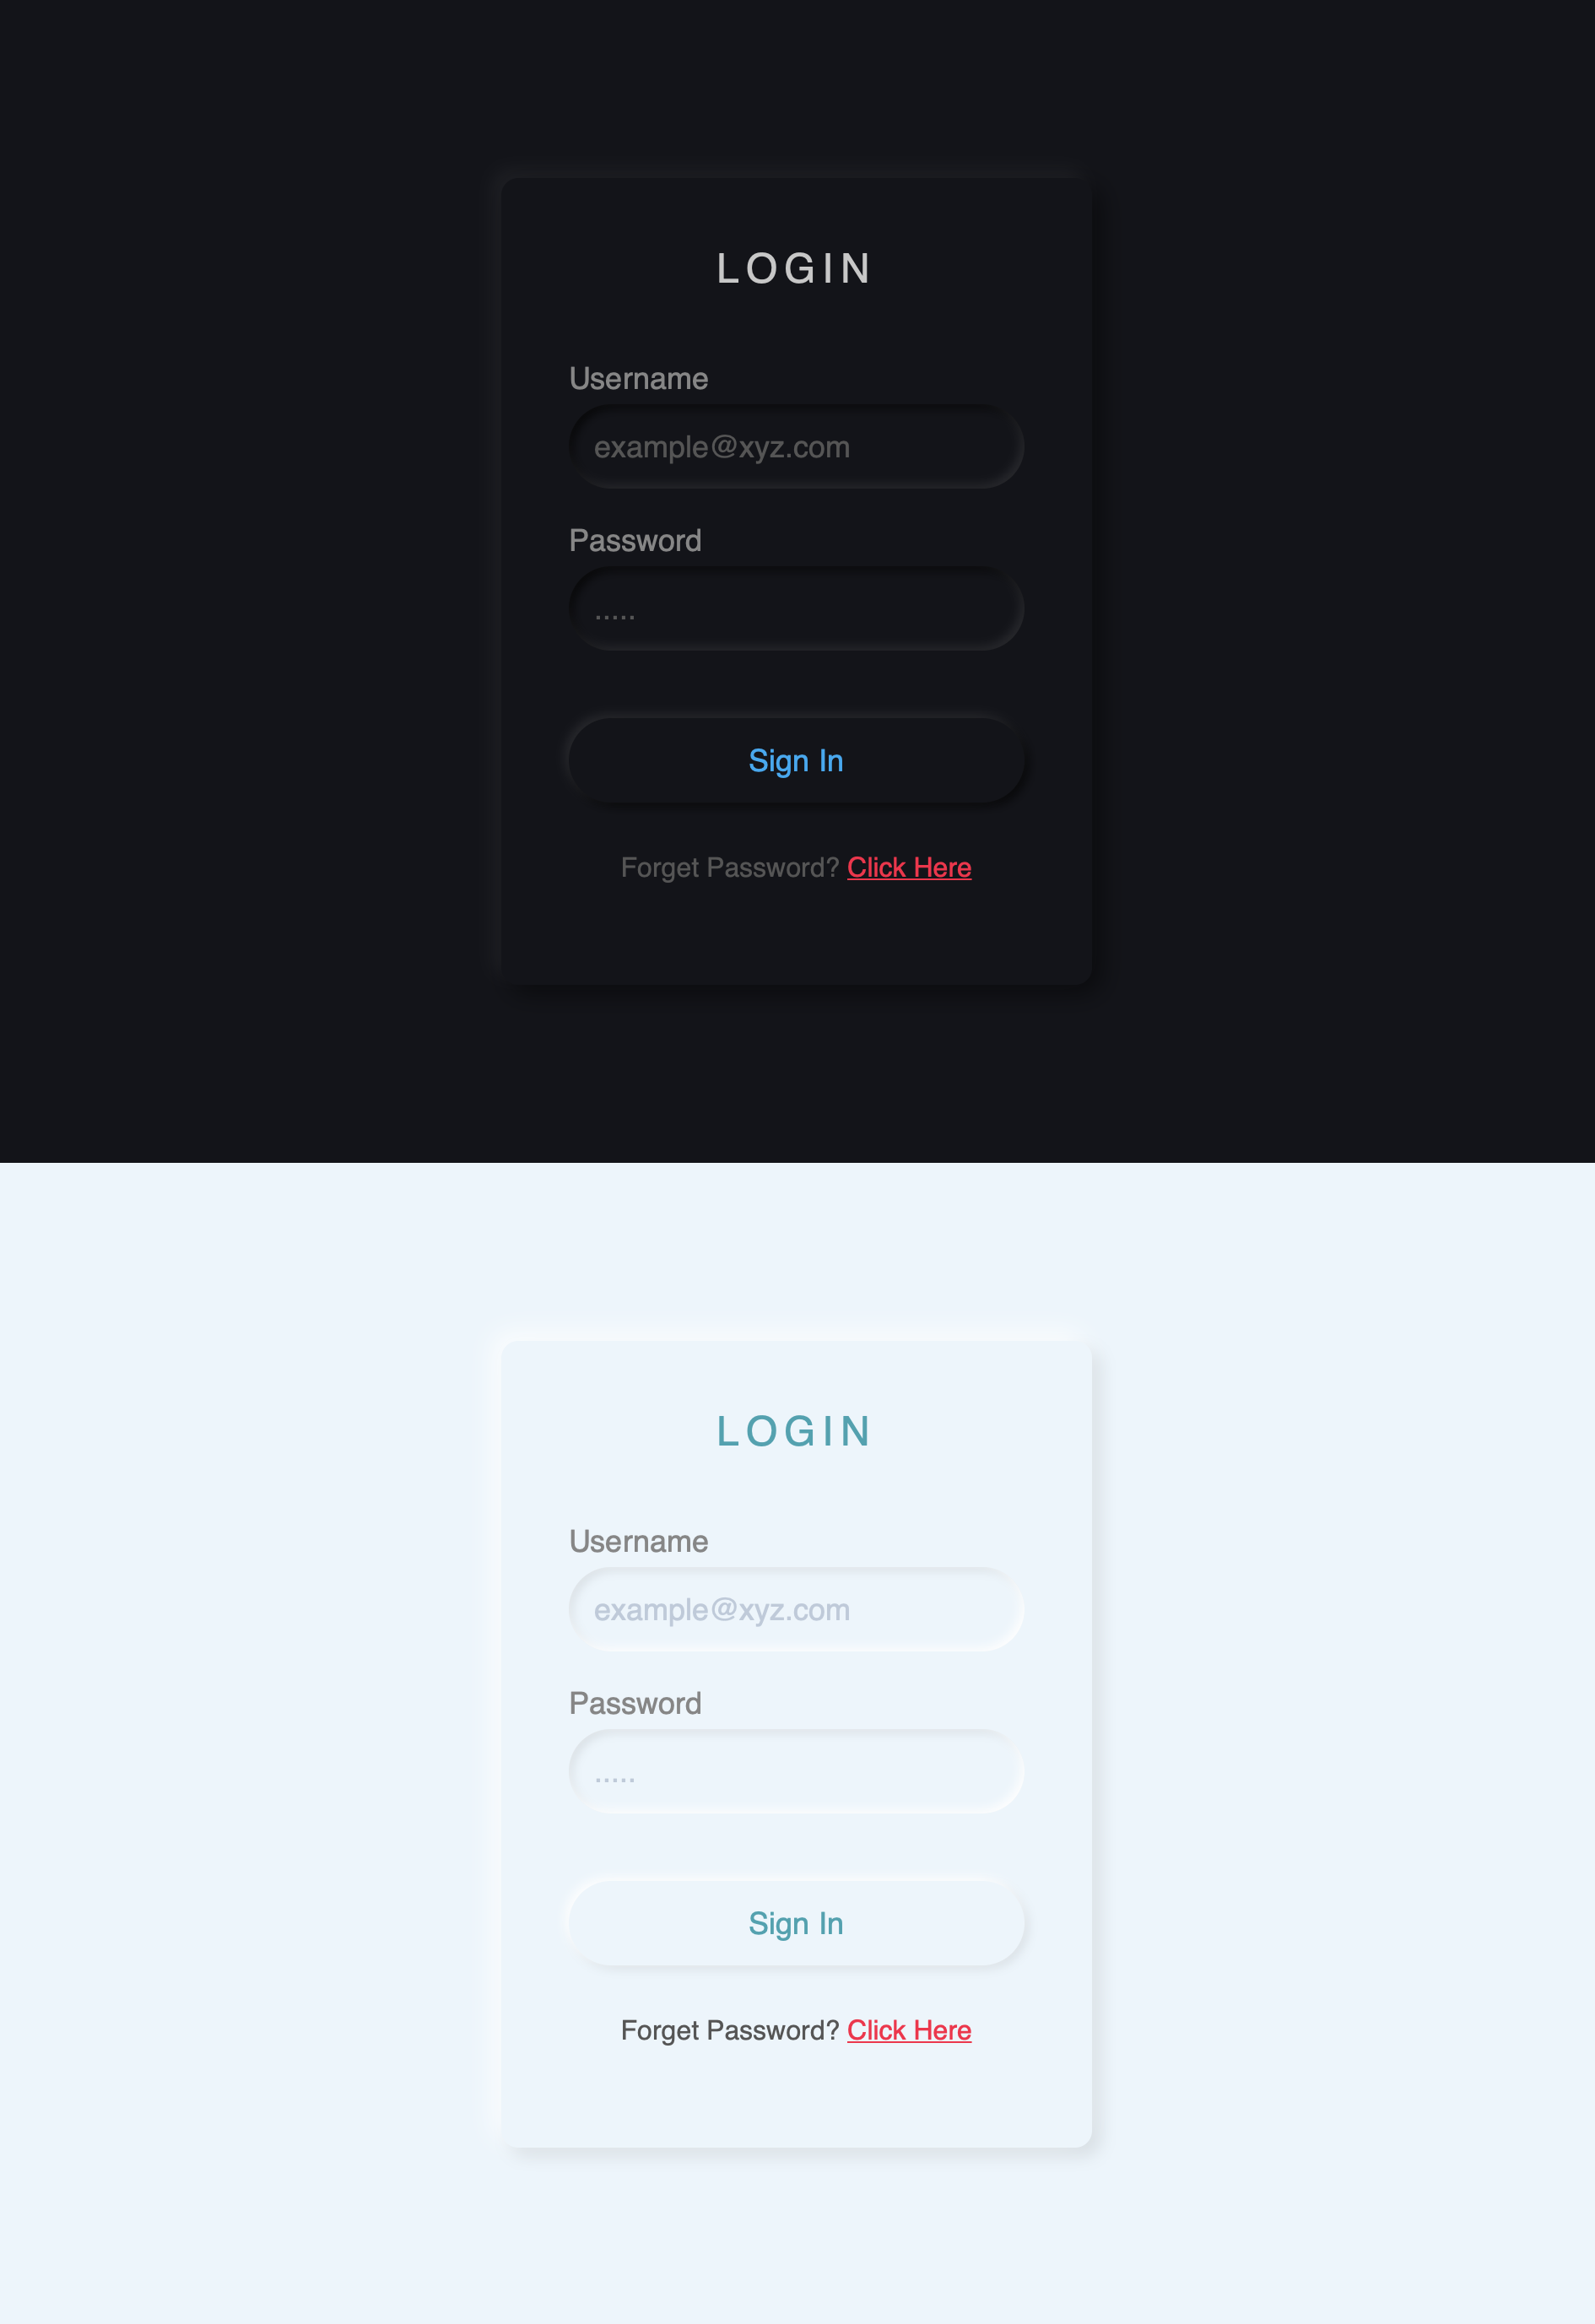 LOGIN
Username
example@xyz.com
Password
.....
Sign In
Forget Password? Click Here
LOGIN
Username
example@xyz.com
Password
.....
Sign In
Forget Password? Click Here